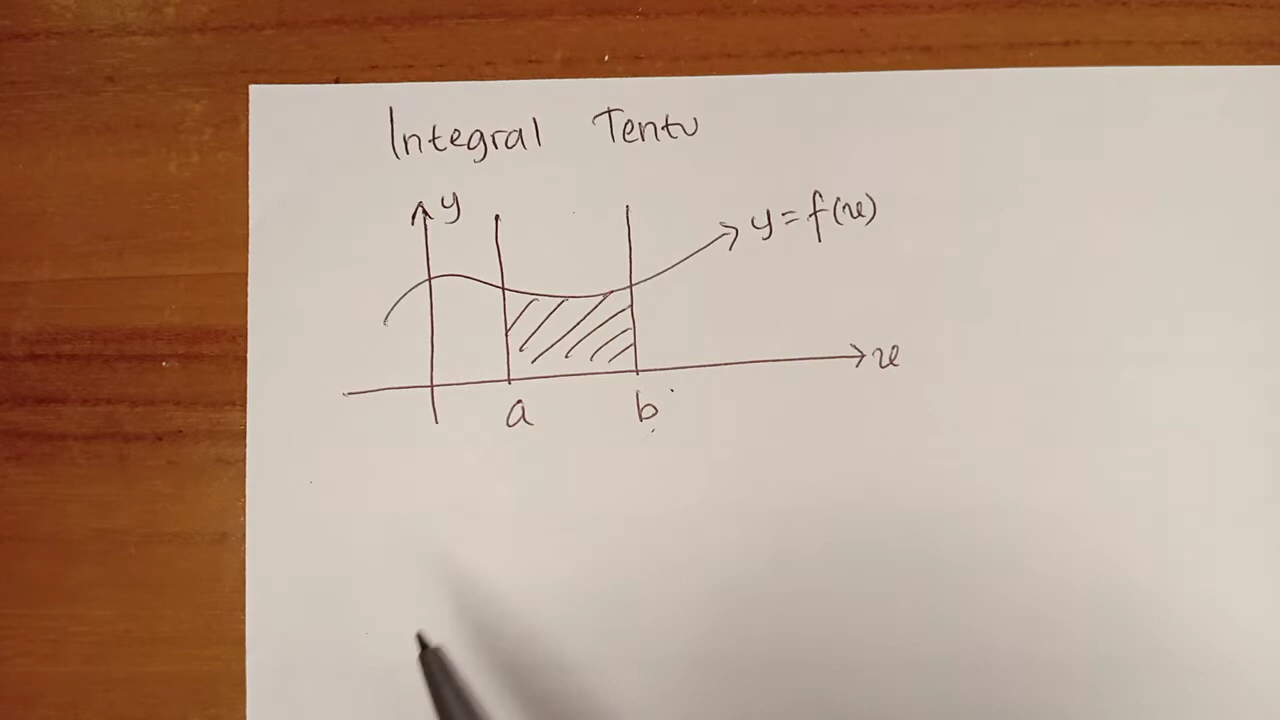 Integral Tentu
y
y = f(x)
x
a b